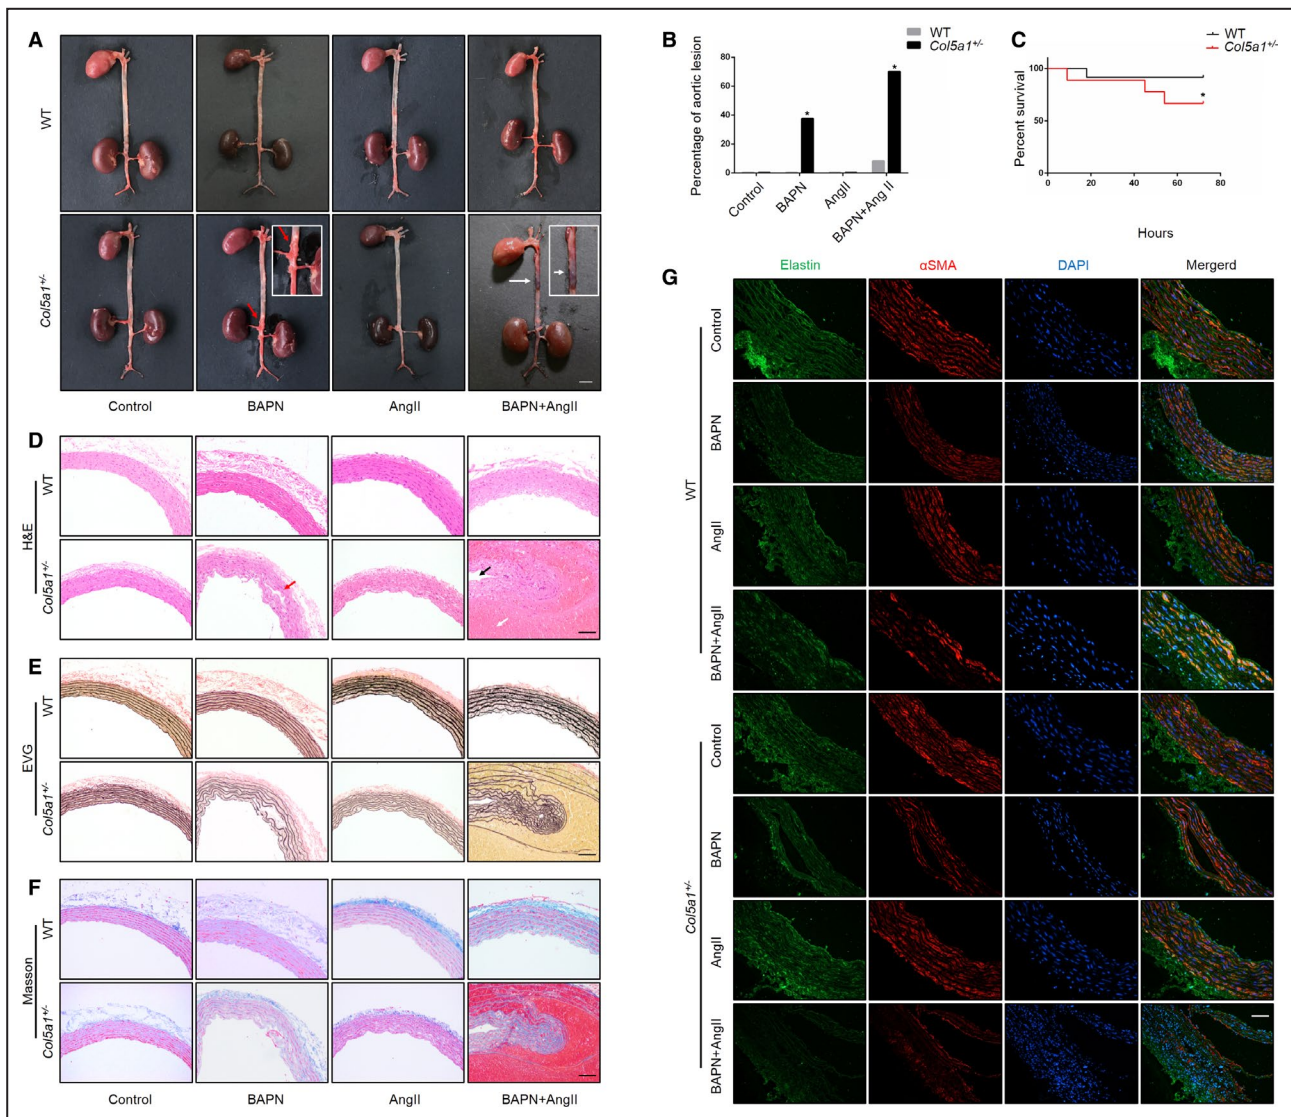 A
WT
Col5a1+/-
Control BAPN AngII BAPN+AngII
B
WT
Col5a1+/-
Percentage of aortic lesion
80
60
40
20
0
* *
Control BAPN AngII BAPN+Ang II
C
WT
Col5a1+/-
Percent survival
100
50
0
*
0 20 40 60 80
Hours
D
H&E
WT
Col5a1+/-
E
EVG
WT
Col5a1+/-
F
Masson
WT
Col5a1+/-
Control BAPN AngII BAPN+AngII
G
Elastin αSMA DAPI Mergerd
WT
Control
BAPN
AngII
BAPN+AngII
Col5a1+/-
Control
BAPN
AngII
BAPN+AngII